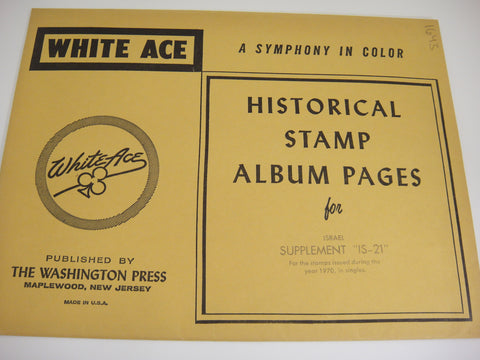 WHITE ACE
A SYMPHONY IN COLOR
White Ace
PUBLISHED BY
THE WASHINGTON PRESS
MAPLEWOOD, NEW JERSEY
MADE IN U.S.A.
HISTORICAL
STAMP
ALBUM PAGES
for
ISRAEL
SUPPLEMENT "IS-21"
For the stamps issued during the
year 1970, in singles.